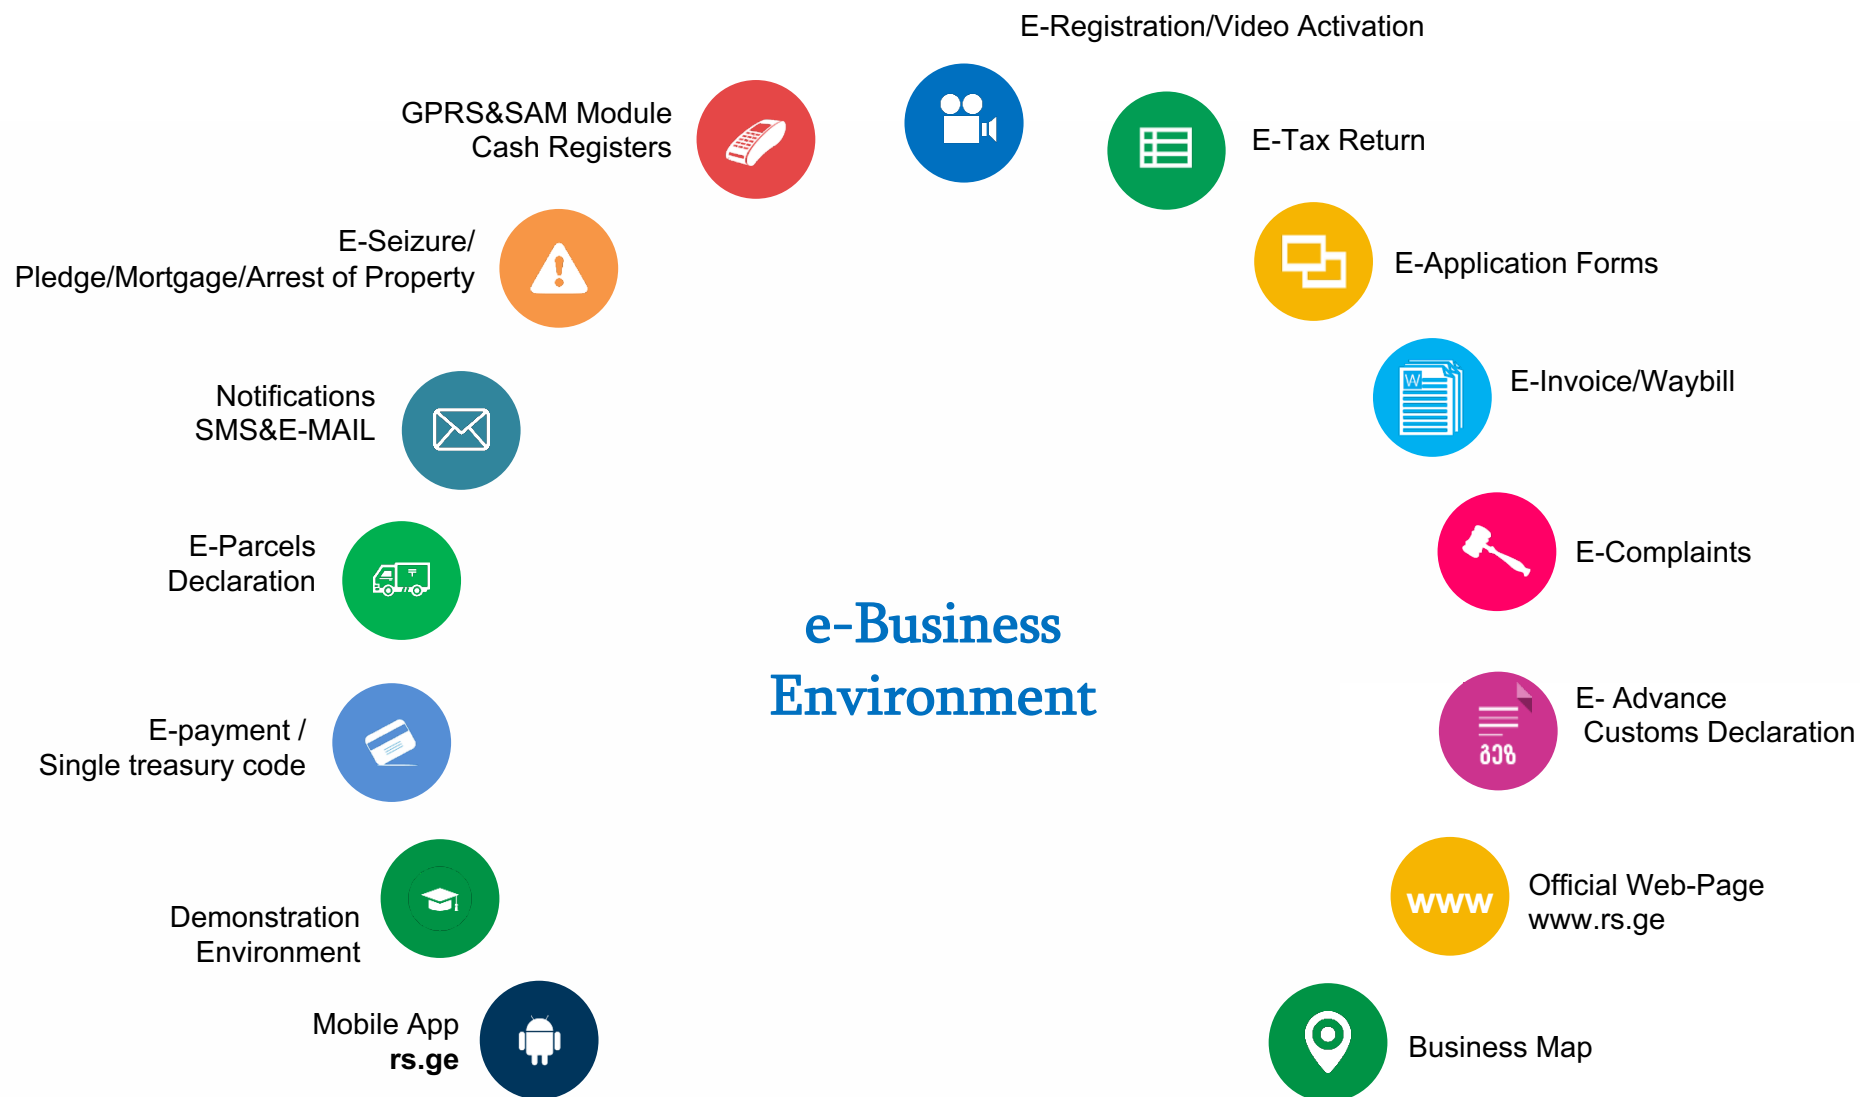 E-Registration/Video Activation
GPRS&SAM Module
Cash Registers
E-Tax Return
E-Seizure/
Pledge/Mortgage/Arrest of Property
E-Application Forms
Notifications
SMS&E-MAIL
W
E-Invoice/Waybill
E-Parcels
Declaration
E-Complaints
e-Business
Environment
E-payment /
Single treasury code
გეზ
E- Advance
Customs Declaration
Demonstration
Environment
www
Official Web-Page
www.rs.ge
Mobile App
rs.ge
Business Map